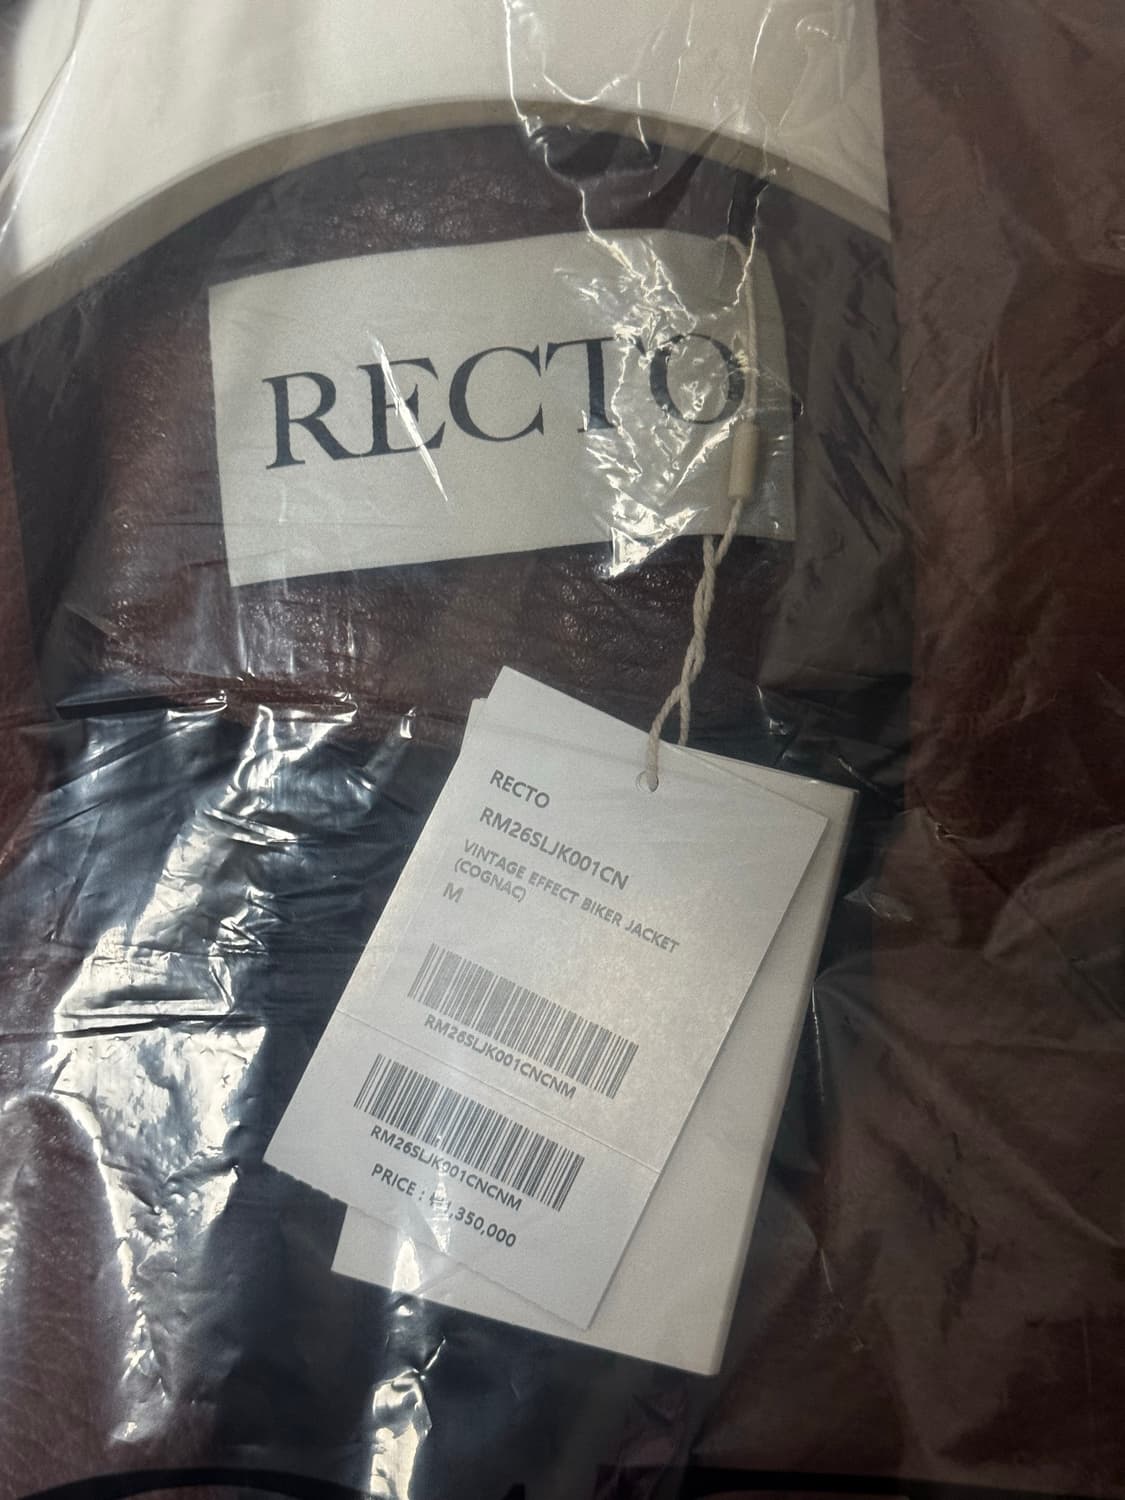 RECTO
RECTO
RM26SLJK001CN
VINTAGE EFFECT BIKER JACKET
(COGNAC)
M
RM26SLJK001CNCNM
RM26SLJK001CNCNM
PRICE : ₩1,350,000